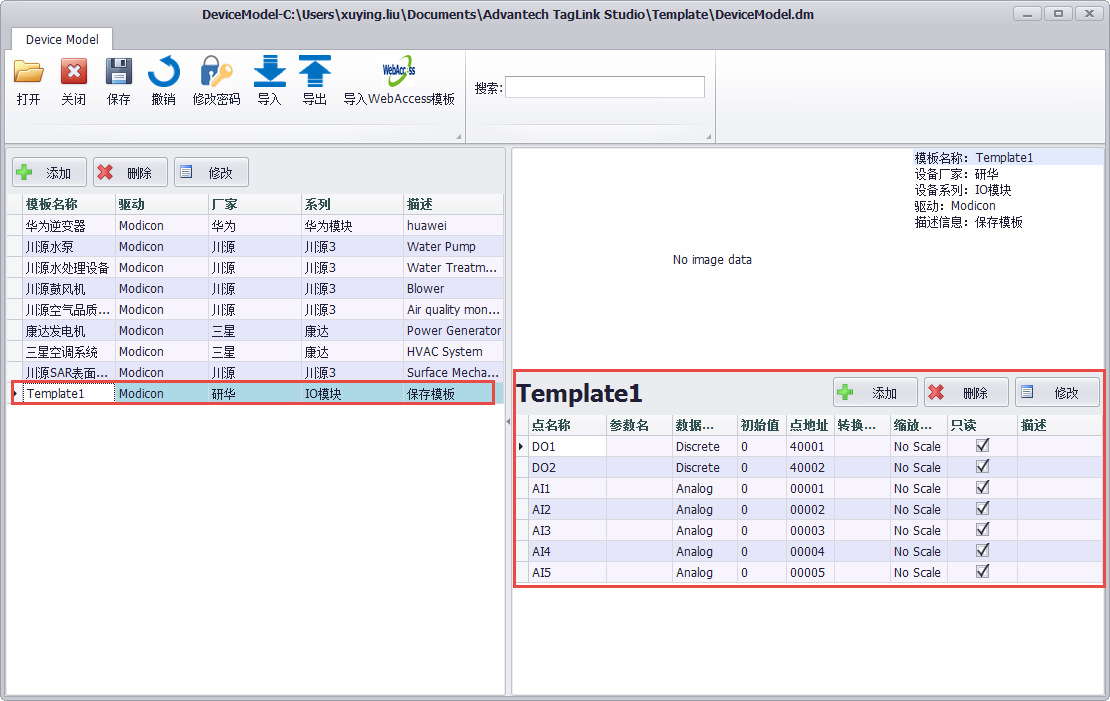 DeviceModel-C:\Users\xuying.liu\Documents\Advantech TagLink Studio\Template\DeviceModel.dm
Device Model
打开 关闭 保存 撤销 修改密码 导入 导出 导入WebAccess模板
WebAccess
搜索:
添加 删除 修改
模板名称 驱动 厂家 系列 描述
华为逆变器 Modicon 华为 华为模块 huawei
川源水泵 Modicon 川源 川源3 Water Pump
川源水处理设备 Modicon 川源 川源3 Water Treatm...
川源鼓风机 Modicon 川源 川源3 Blower
川源空气品质... Modicon 川源 川源3 Air quality mon...
康达发电机 Modicon 三星 康达 Power Generator
三星空调系统 Modicon 三星 康达 HVAC System
川源SAR表面... Modicon 川源 川源3 Surface Mecha...
Template1 Modicon 研华 IO模块 保存模板
No image data
模板名称: Template1
设备厂家: 研华
设备系列: IO模块
驱动: Modicon
描述信息: 保存模板
Template1
添加 删除 修改
点名称 参数名 数据... 初始值 点地址 转换... 缩放... 只读 描述
DO1 Discrete 0 40001 No Scale
DO2 Discrete 0 40002 No Scale
AI1 Analog 0 00001 No Scale
AI2 Analog 0 00002 No Scale
AI3 Analog 0 00003 No Scale
AI4 Analog 0 00004 No Scale
AI5 Analog 0 00005 No Scale